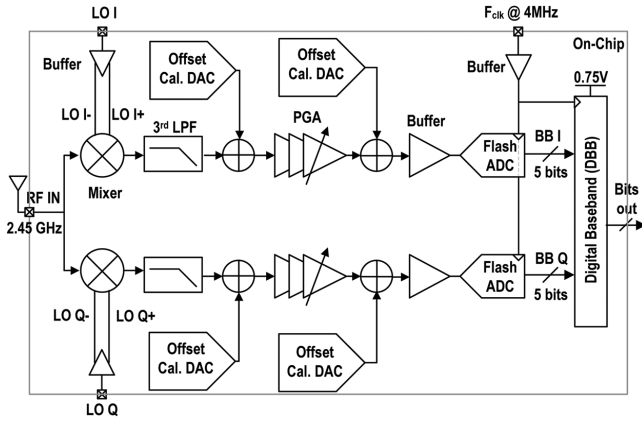 LO I
F_clk @ 4MHz
On-Chip
Buffer
Offset
Cal. DAC
Offset
Cal. DAC
Buffer
0.75V
LO I-
LO I+
3rd LPF
PGA
Buffer
Flash
ADC
BB I
5 bits
Mixer
RF IN
2.45 GHz
Digital Baseband (DBB)
Bits
out
Flash
ADC
BB Q
5 bits
LO Q-
LO Q+
Offset
Cal. DAC
Offset
Cal. DAC
LO Q